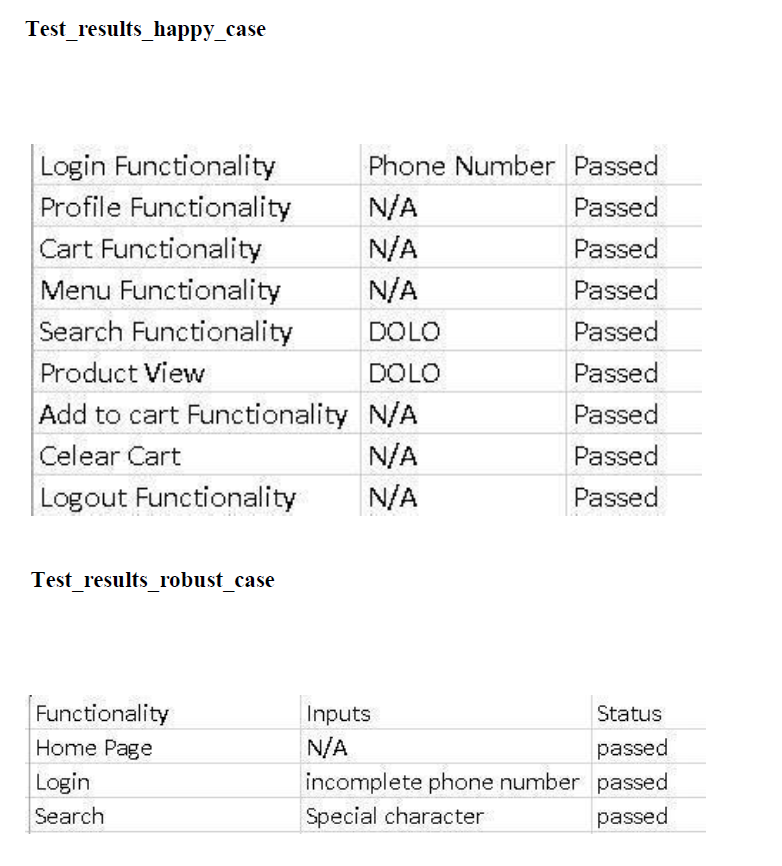 Test_results_happy_case
Login Functionality Phone Number Passed
Profile Functionality N/A Passed
Cart Functionality N/A Passed
Menu Functionality N/A Passed
Search Functionality DOLO Passed
Product View DOLO Passed
Add to cart Functionality N/A Passed
Celear Cart N/A Passed
Logout Functionality N/A Passed
Test_results_robust_case
Functionality Inputs Status
Home Page N/A passed
Login incomplete phone number passed
Search Special character passed